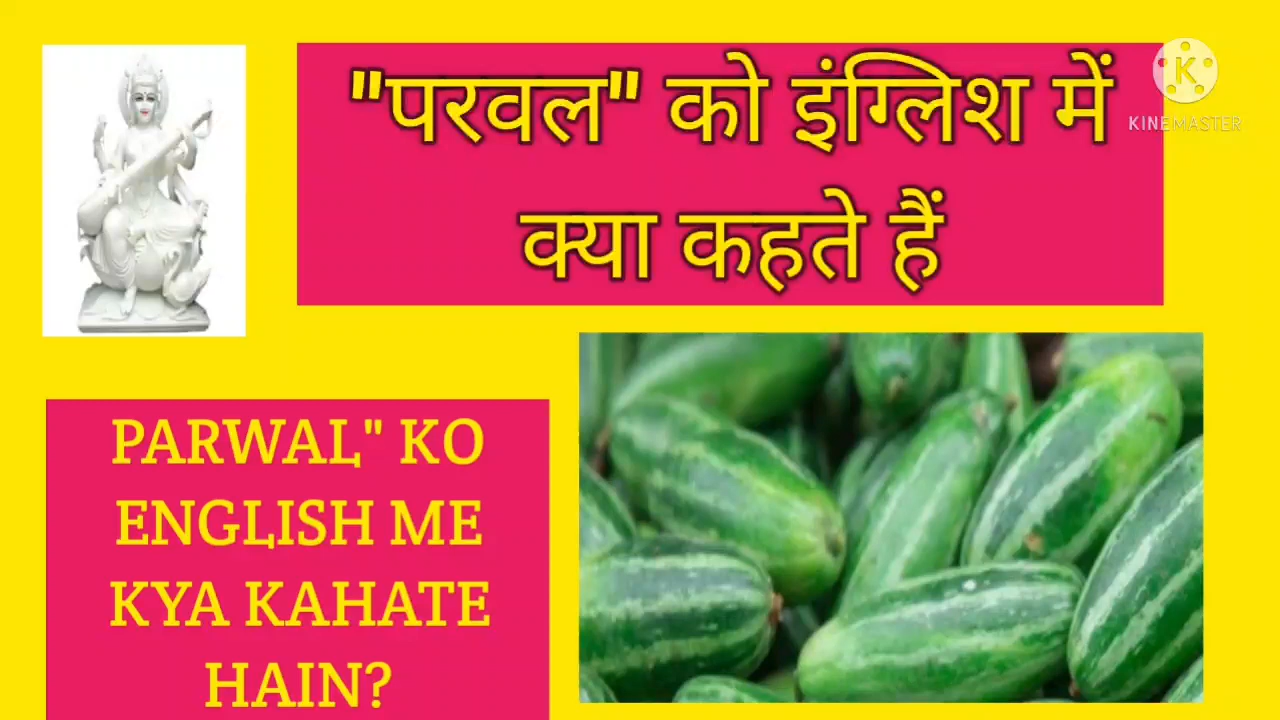 "परवल" को इंग्लिश में
क्या कहते हैं
KINEMASTER
PARWAL" KO
ENGLISH ME
KYA KAHATE
HAIN?